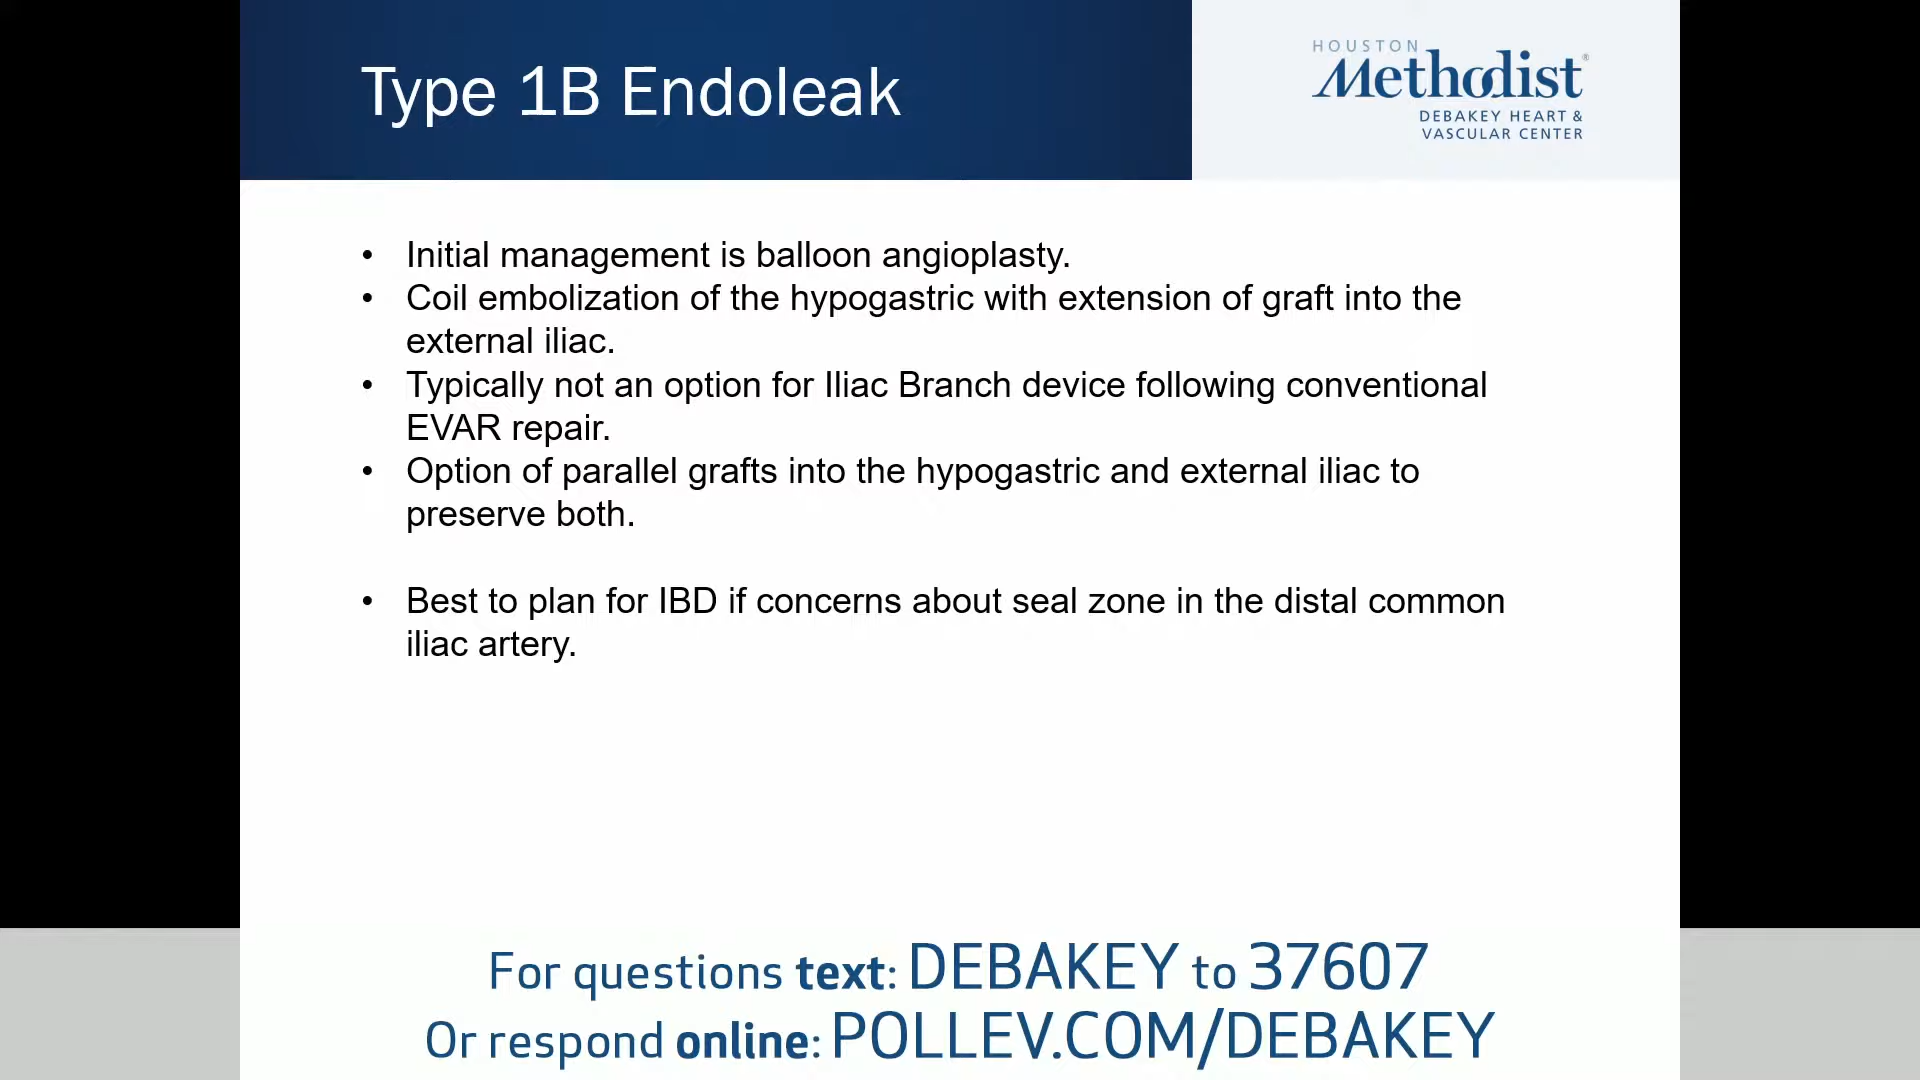 Type 1B Endoleak
HOUSTON
Methodist®
DEBAKEY HEART &
VASCULAR CENTER
• Initial management is balloon angioplasty.
• Coil embolization of the hypogastric with extension of graft into the
external iliac.
• Typically not an option for Iliac Branch device following conventional
EVAR repair.
• Option of parallel grafts into the hypogastric and external iliac to
preserve both.
• Best to plan for IBD if concerns about seal zone in the distal common
iliac artery.
For questions text: DEBAKEY to 37607
Or respond online: POLLEV.COM/DEBAKEY